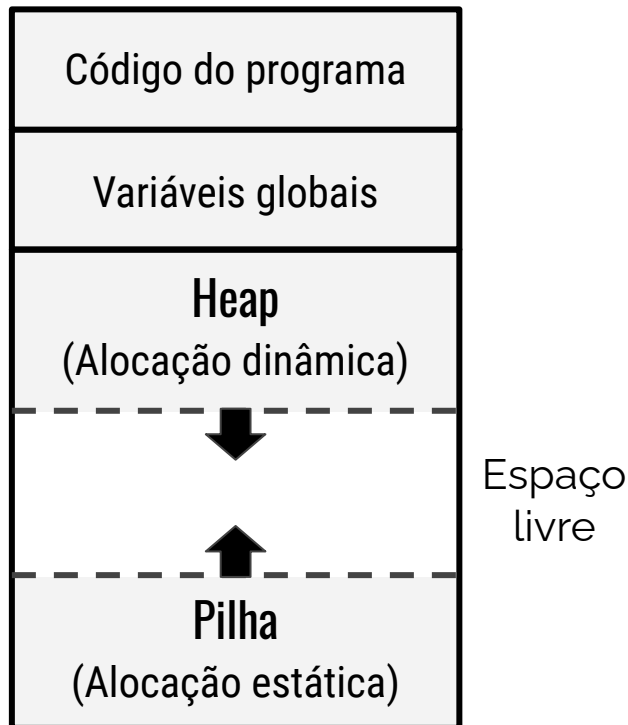 Código do programa
Variáveis globais
Heap
(Alocação dinâmica)
Espaço
livre
Pilha
(Alocação estática)